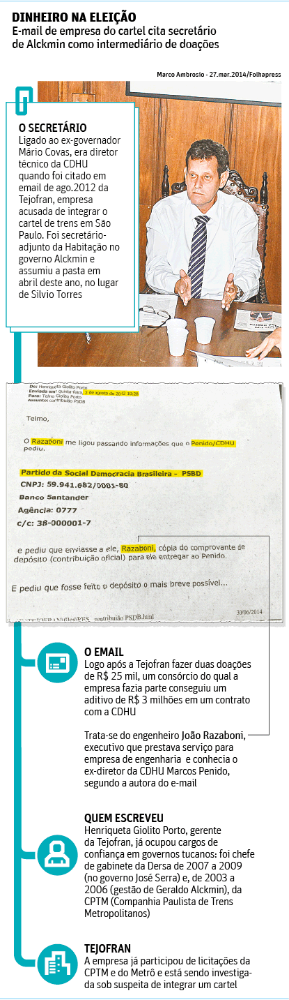 DINHEIRO NA ELEIÇÃO
E-mail de empresa do cartel cita secretário
de Alckmin como intermediário de doações
Marco Ambrosio - 27.mar.2014/Folhapress
O SECRETÁRIO
Ligado ao ex-governador
Mário Covas, era diretor
técnico da CDHU
quando foi citado em
email de ago.2012 da
Tejofran, empresa
acusada de integrar o
cartel de trens em São
Paulo. Foi secretário-
adjunto da Habitação no
governo Alckmin e
assumiu a pasta em
abril deste ano, no lugar
de Silvio Torres
De: Henriqueta Giolito Porto
Enviada em: quinta-feira, 2 de agosto de 2012 10:28
Para: Telmo Giolito Porto
Assunto: contribuição PSDB
Telmo,
O Razaboni me ligou passando informações que o Penido/CDHU
pediu.
Partido da Social Democracia Brasileira - PSBD
CNPJ: 59.941.682/0001-80
Banco Santander
Agência: 0777
c/c: 38-000001-7
e pediu que enviasse a ele, Razaboni, cópia do comprovante de
depósito (contribuição oficial) para ele entregar ao Penido.
E pediu que fosse feito o depósito o mais breve possível...
30/06/2014
contribuião PSDB.html
O EMAIL
Logo após a Tejofran fazer duas doações
de R$ 25 mil, um consórcio do qual a
empresa fazia parte conseguiu um
aditivo de R$ 3 milhões em um contrato
com a CDHU
Trata-se do engenheiro João Razaboni,
executivo que prestava serviço para
empresa de engenharia e conhecia o
ex-diretor da CDHU Marcos Penido,
segundo a autora do e-mail
QUEM ESCREVEU
Henriqueta Giolito Porto, gerente
da Tejofran, já ocupou cargos de
confiança em governos tucanos: foi chefe
de gabinete da Dersa de 2007 a 2009
(no governo José Serra) e, de 2003 a
2006 (gestão de Geraldo Alckmin), da
CPTM (Companhia Paulista de Trens
Metropolitanos)
TEJOFRAN
A empresa já participou de licitações da
CPTM e do Metrô e está sendo investiga-
da sob suspeita de integrar um cartel